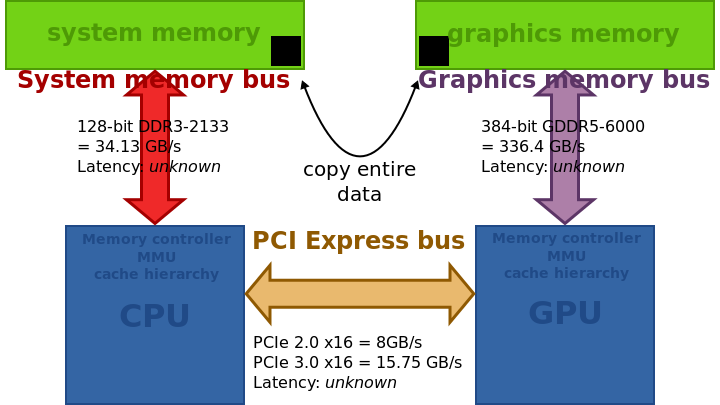 system memory
graphics memory
System memory bus
Graphics memory bus
128-bit DDR3-2133
= 34.13 GB/s
Latency: unknown
384-bit GDDR5-6000
= 336.4 GB/s
Latency: unknown
copy entire
data
Memory controller
MMU
cache hierarchy
CPU
PCI Express bus
Memory controller
MMU
cache hierarchy
GPU
PCIe 2.0 x16 = 8GB/s
PCIe 3.0 x16 = 15.75 GB/s
Latency: unknown